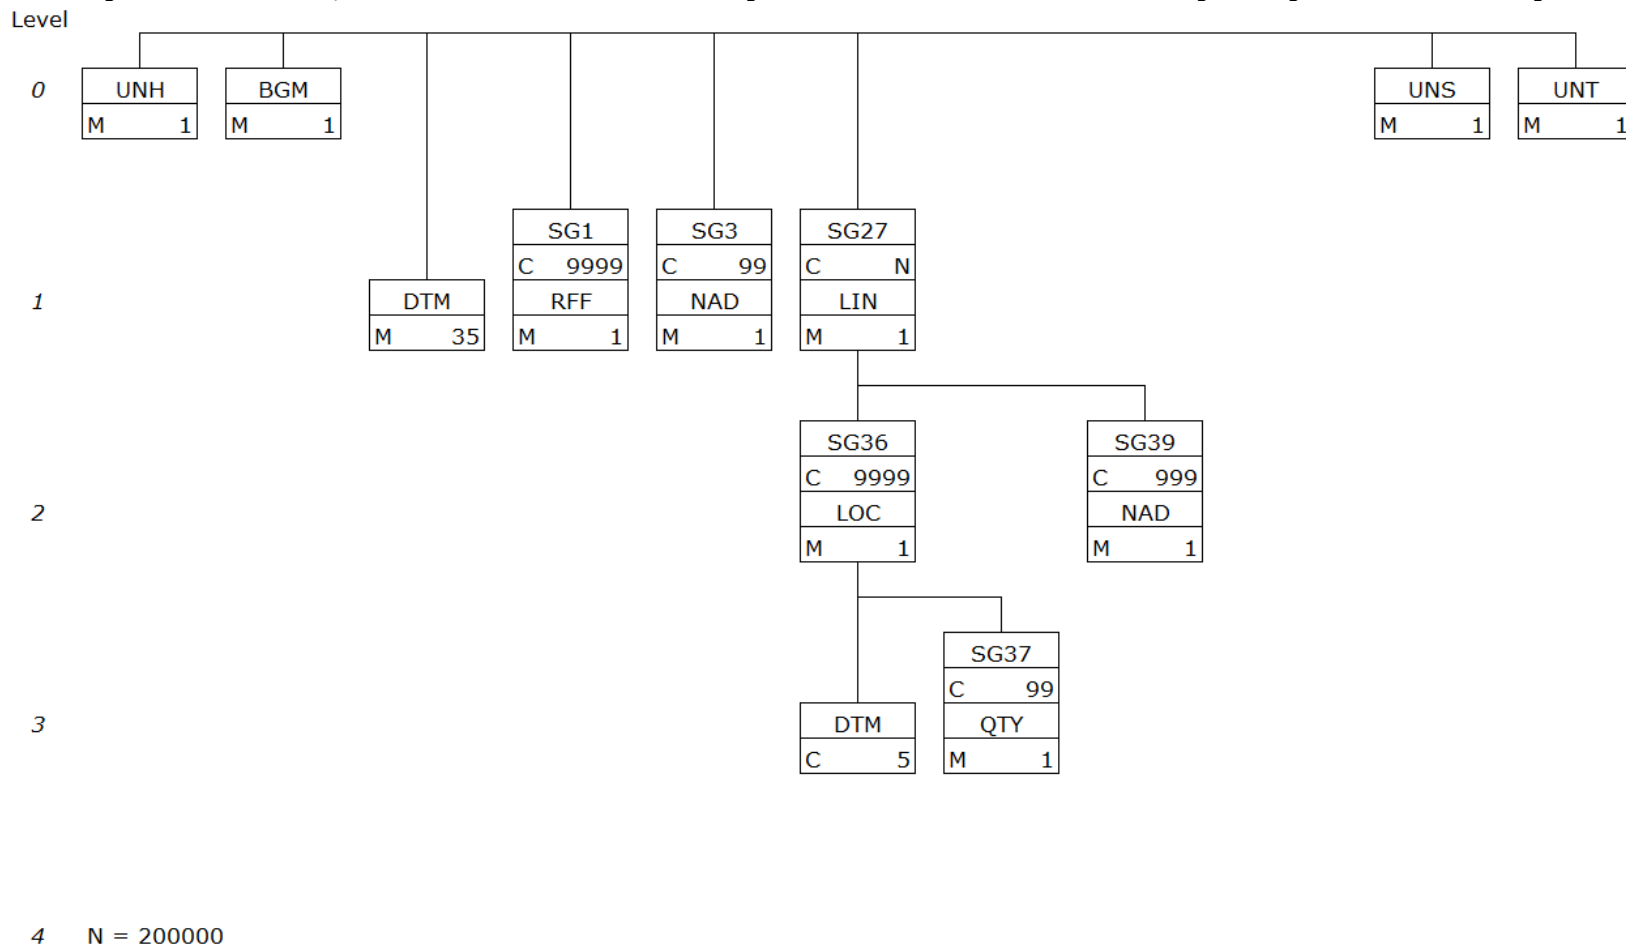 Level
0 UNH BGM UNS UNT
M 1 M 1 M 1 M 1
SG1 SG3 SG27
C 9999 C 99 C N
1 DTM RFF NAD LIN
M 35 M 1 M 1 M 1
SG36 SG39
C 9999 C 999
2 LOC NAD
M 1 M 1
SG37
C 99
3 DTM QTY
C 5 M 1
4 N = 200000